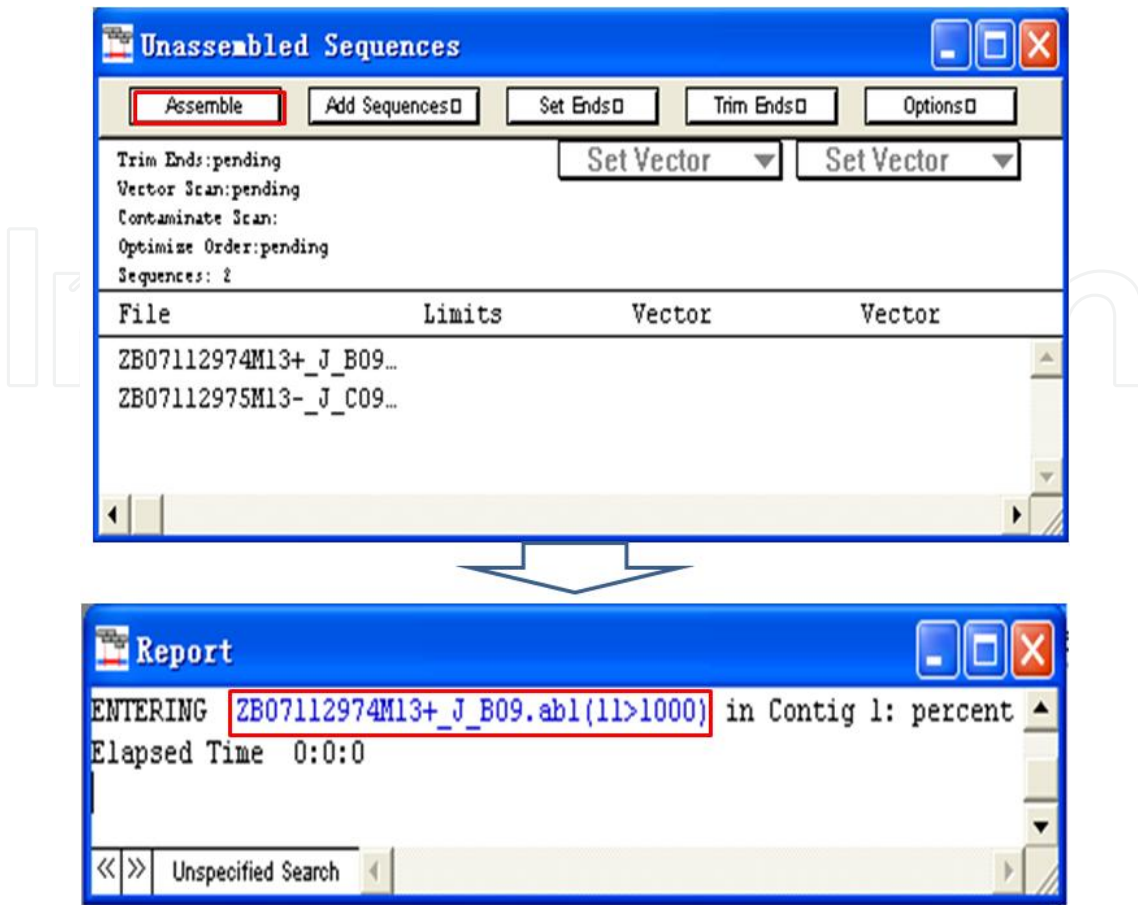 Unassembled Sequences
Assemble Add Sequences Set Ends Trim Ends Options
Trim Ends:pending Set Vector Set Vector
Vector Scan:pending
Contaminate Scan:
Optimize Order:pending
Sequences: 2
File Limits Vector Vector
ZB07112974M13+_J_B09…
ZB07112975M13-_J_C09…
Report
ENTERING ZB07112974M13+_J_B09.ab1(11>1000) in Contig 1: percent
Elapsed Time 0:0:0
Unspecified Search